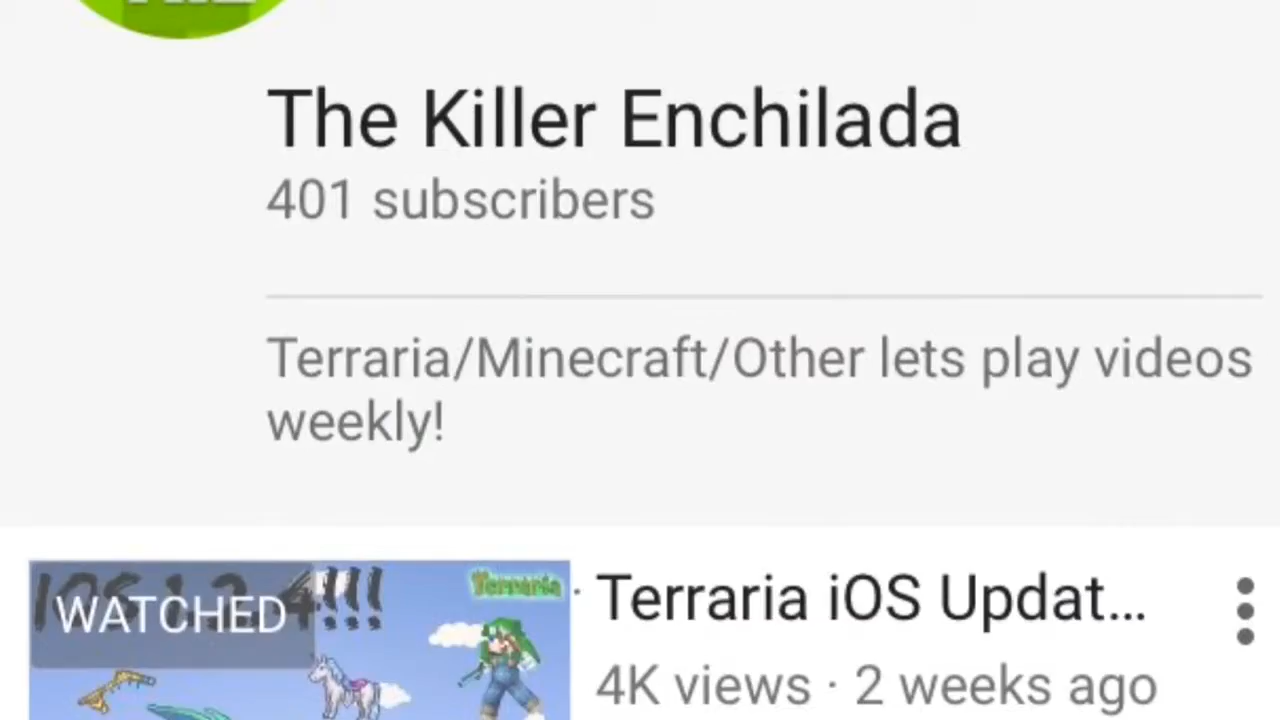 The Killer Enchilada
401 subscribers
Terraria/Minecraft/Other lets play videos
weekly!
WATCHED
Terraria
Terraria iOS Updat...
4K views · 2 weeks ago